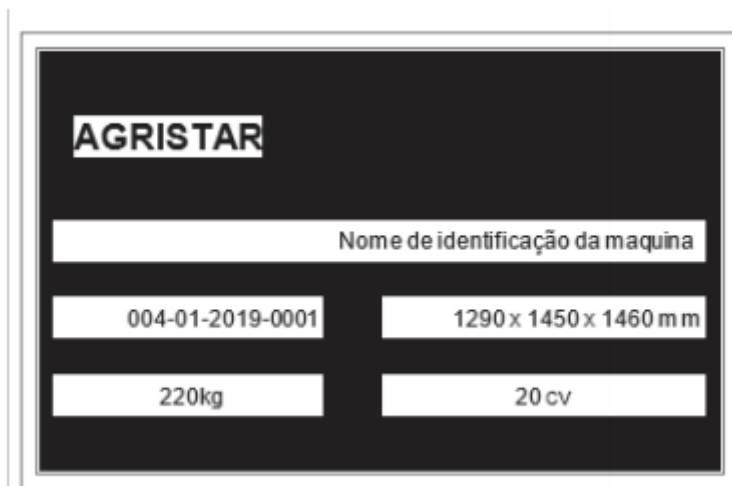 AGRISTAR
Nome de identificação da maquina
004-01-2019-0001
1290 x 1450 x 1460 mm
220kg
20 cv